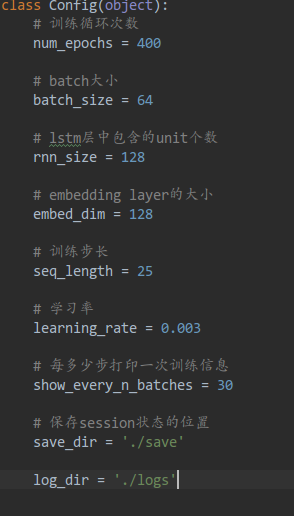 class Config(object):
# 训练循环次数
num_epochs = 400
# batch大小
batch_size = 64
# lstm层中包含的unit个数
rnn_size = 128
# embedding layer的大小
embed_dim = 128
# 训练步长
seq_length = 25
# 学习率
learning_rate = 0.003
# 每多少步打印一次训练信息
show_every_n_batches = 30
# 保存session状态的位置
save_dir = './save'
log_dir = './logs'